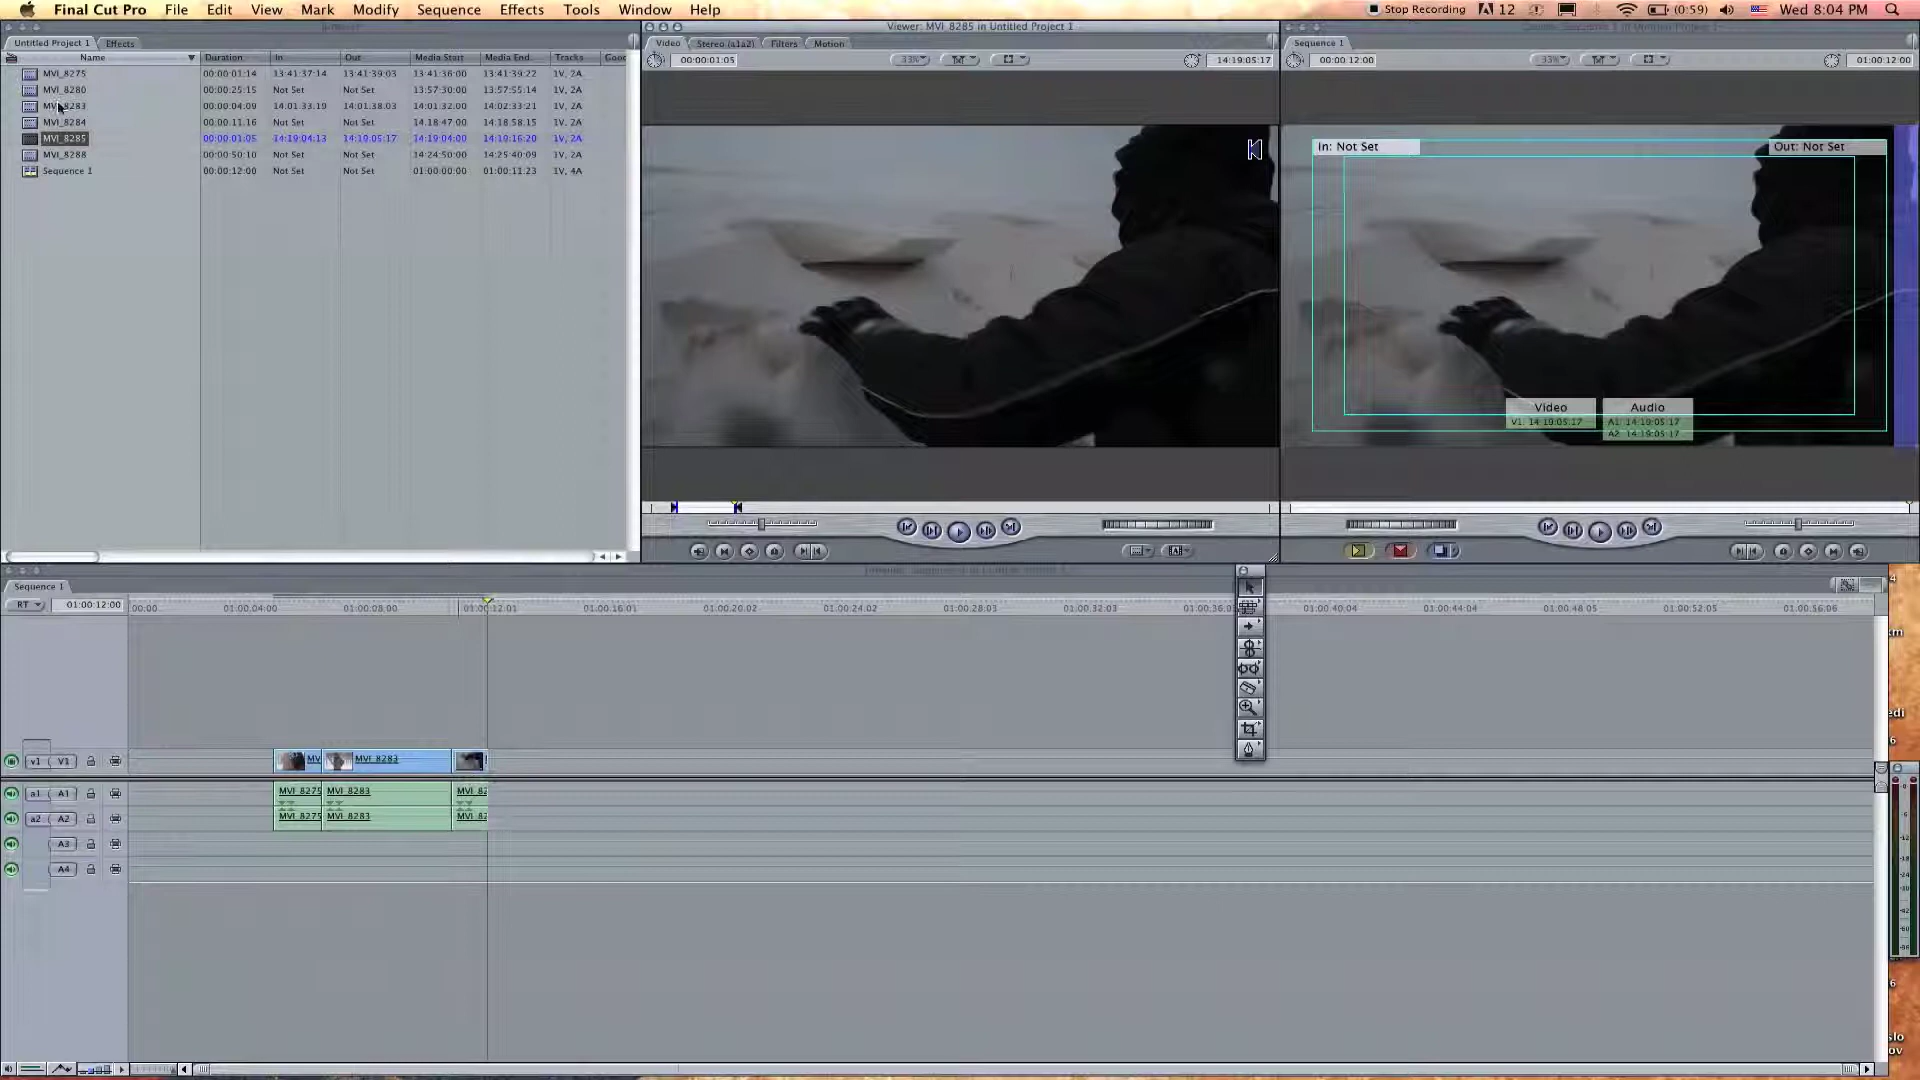 Final Cut Pro File Edit View Mark Modify Sequence Effects Tools Window Help Stop Recording 12 (0:59) Wed 8:04 PM
Viewer: MVI_8285 in Untitled Project 1
Untitled Project 1 Effects
Video Stereo (a1a2) Filters Motion
Sequence 1
Name Duration In Out Media Start Media End Tracks Good
00:00:01:05 33% 14:19:05:17
00:00:12:00 33% 01:00:12:00
MVI_8275 00:00:01:14 13:41:37:14 13:41:39:03 13:41:36:00 13:41:39:22 1V, 2A
MVI_8280 00:00:25:15 Not Set Not Set 13:57:30:00 13:57:55:14 1V, 2A
MVI_8283 00:00:04:09 14:01:33:19 14:01:38:03 14:01:32:00 14:02:33:21 1V, 2A
MVI_8284 00:00:11:16 Not Set Not Set 14:18:47:00 14:18:58:15 1V, 2A
MVI_8285 00:00:01:05 14:19:04:13 14:19:05:17 14:19:04:00 14:19:16:20 1V, 2A
MVI_8288 00:00:50:10 Not Set Not Set 14:24:50:00 14:25:40:09 1V, 2A
Sequence 1 00:00:12:00 Not Set Not Set 01:00:00:00 01:00:11:23 1V, 4A
In: Not Set Out: Not Set
Video Audio
V1: 14:19:05:17 A1: 14:19:05:17
A2: 14:19:05:17
Sequence 1
RT 01:00:12:00 00:00 01:00:04:00 01:00:08:00 01:00:12:01 01:00:16:01 01:00:20:02 01:00:24:02 01:00:28:03 01:00:32:03 01:00:36:0 01:00:40:04 01:00:44:04 01:00:48:05 01:00:52:05 01:00:56:06
v1 V1 MV MVI_8283
a1 A1 MVI_8275 MVI_8283 MVI_82
a2 A2 MVI_8275 MVI_8283 MVI_82
A3
A4